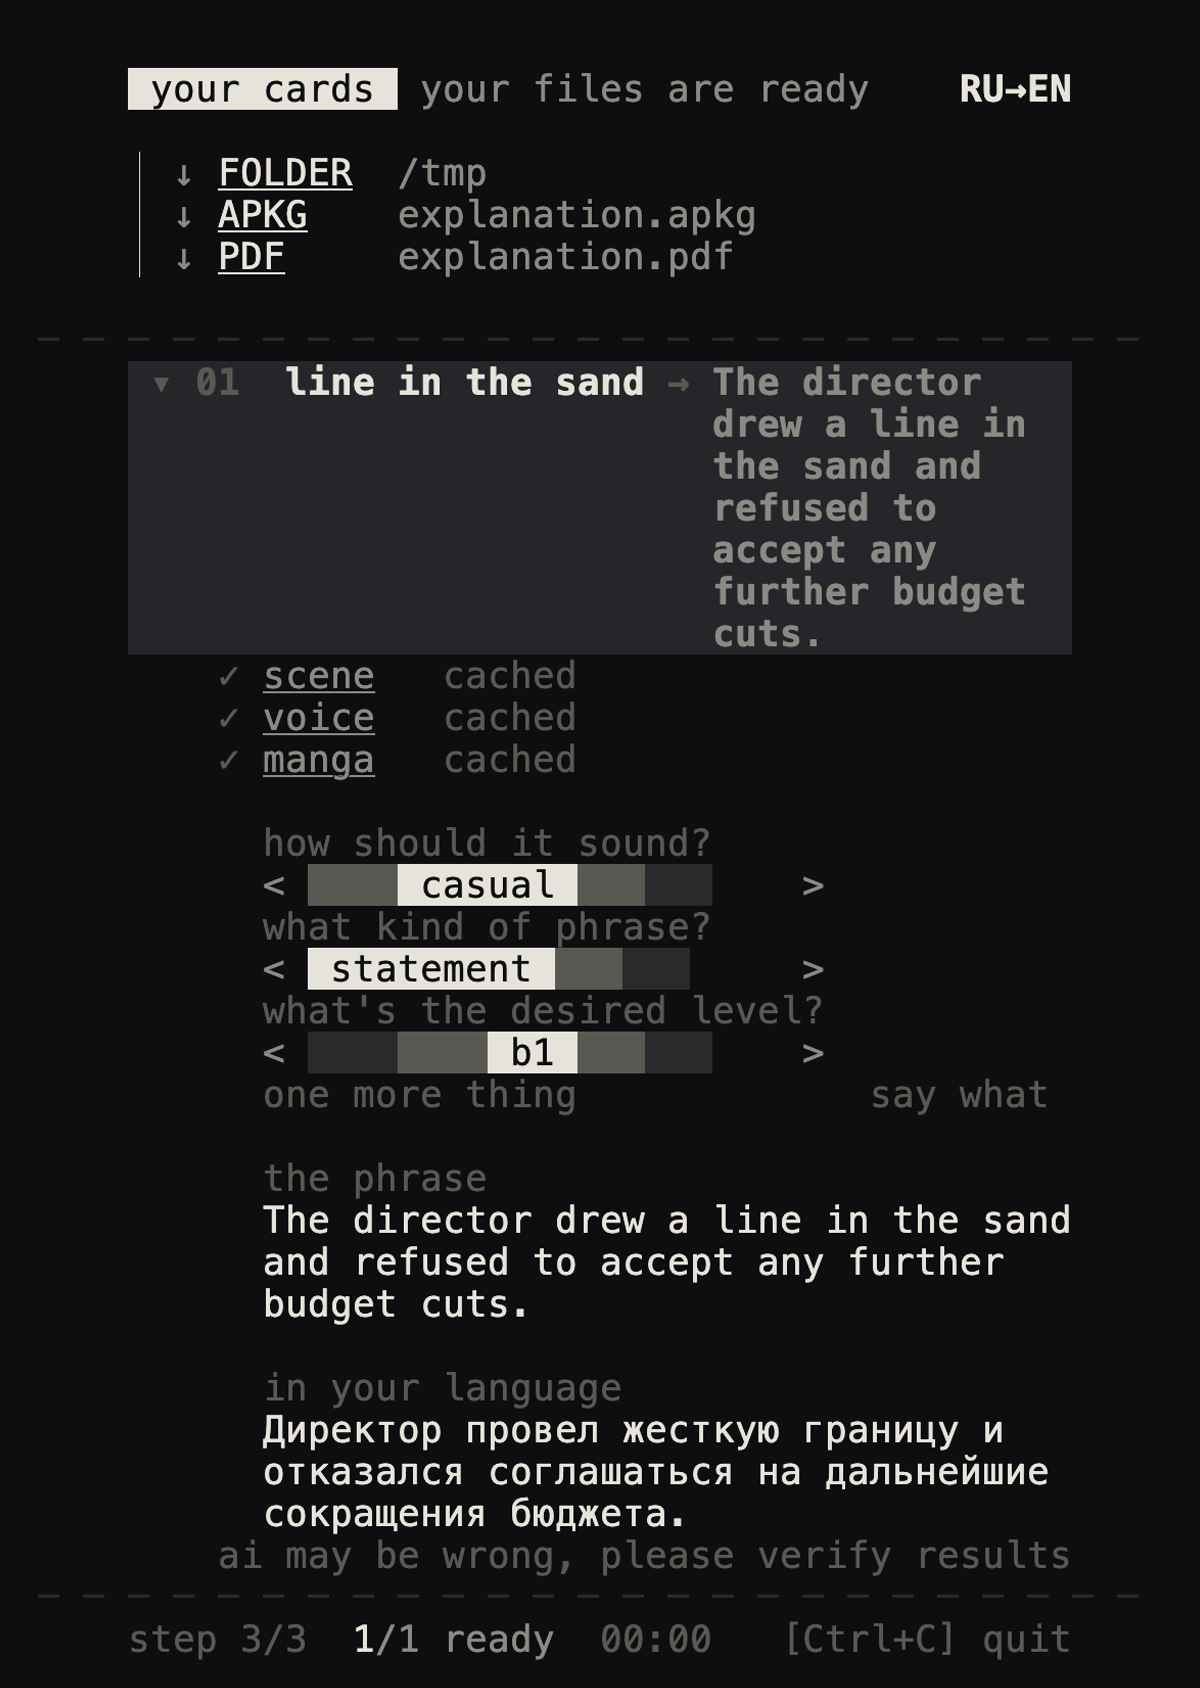 your cards your files are ready RU→EN
↓ FOLDER /tmp
↓ APKG explanation.apkg
↓ PDF explanation.pdf
▾ 01 line in the sand → The director
drew a line in
the sand and
refused to
accept any
further budget
cuts.
✓ scene cached
✓ voice cached
✓ manga cached
how should it sound?
< casual >
what kind of phrase?
< statement >
what's the desired level?
< b1 >
one more thing say what
the phrase
The director drew a line in the sand
and refused to accept any further
budget cuts.
in your language
Директор провел жесткую границу и
отказался соглашаться на дальнейшие
сокращения бюджета.
ai may be wrong, please verify results
step 3/3 1/1 ready 00:00 [Ctrl+C] quit